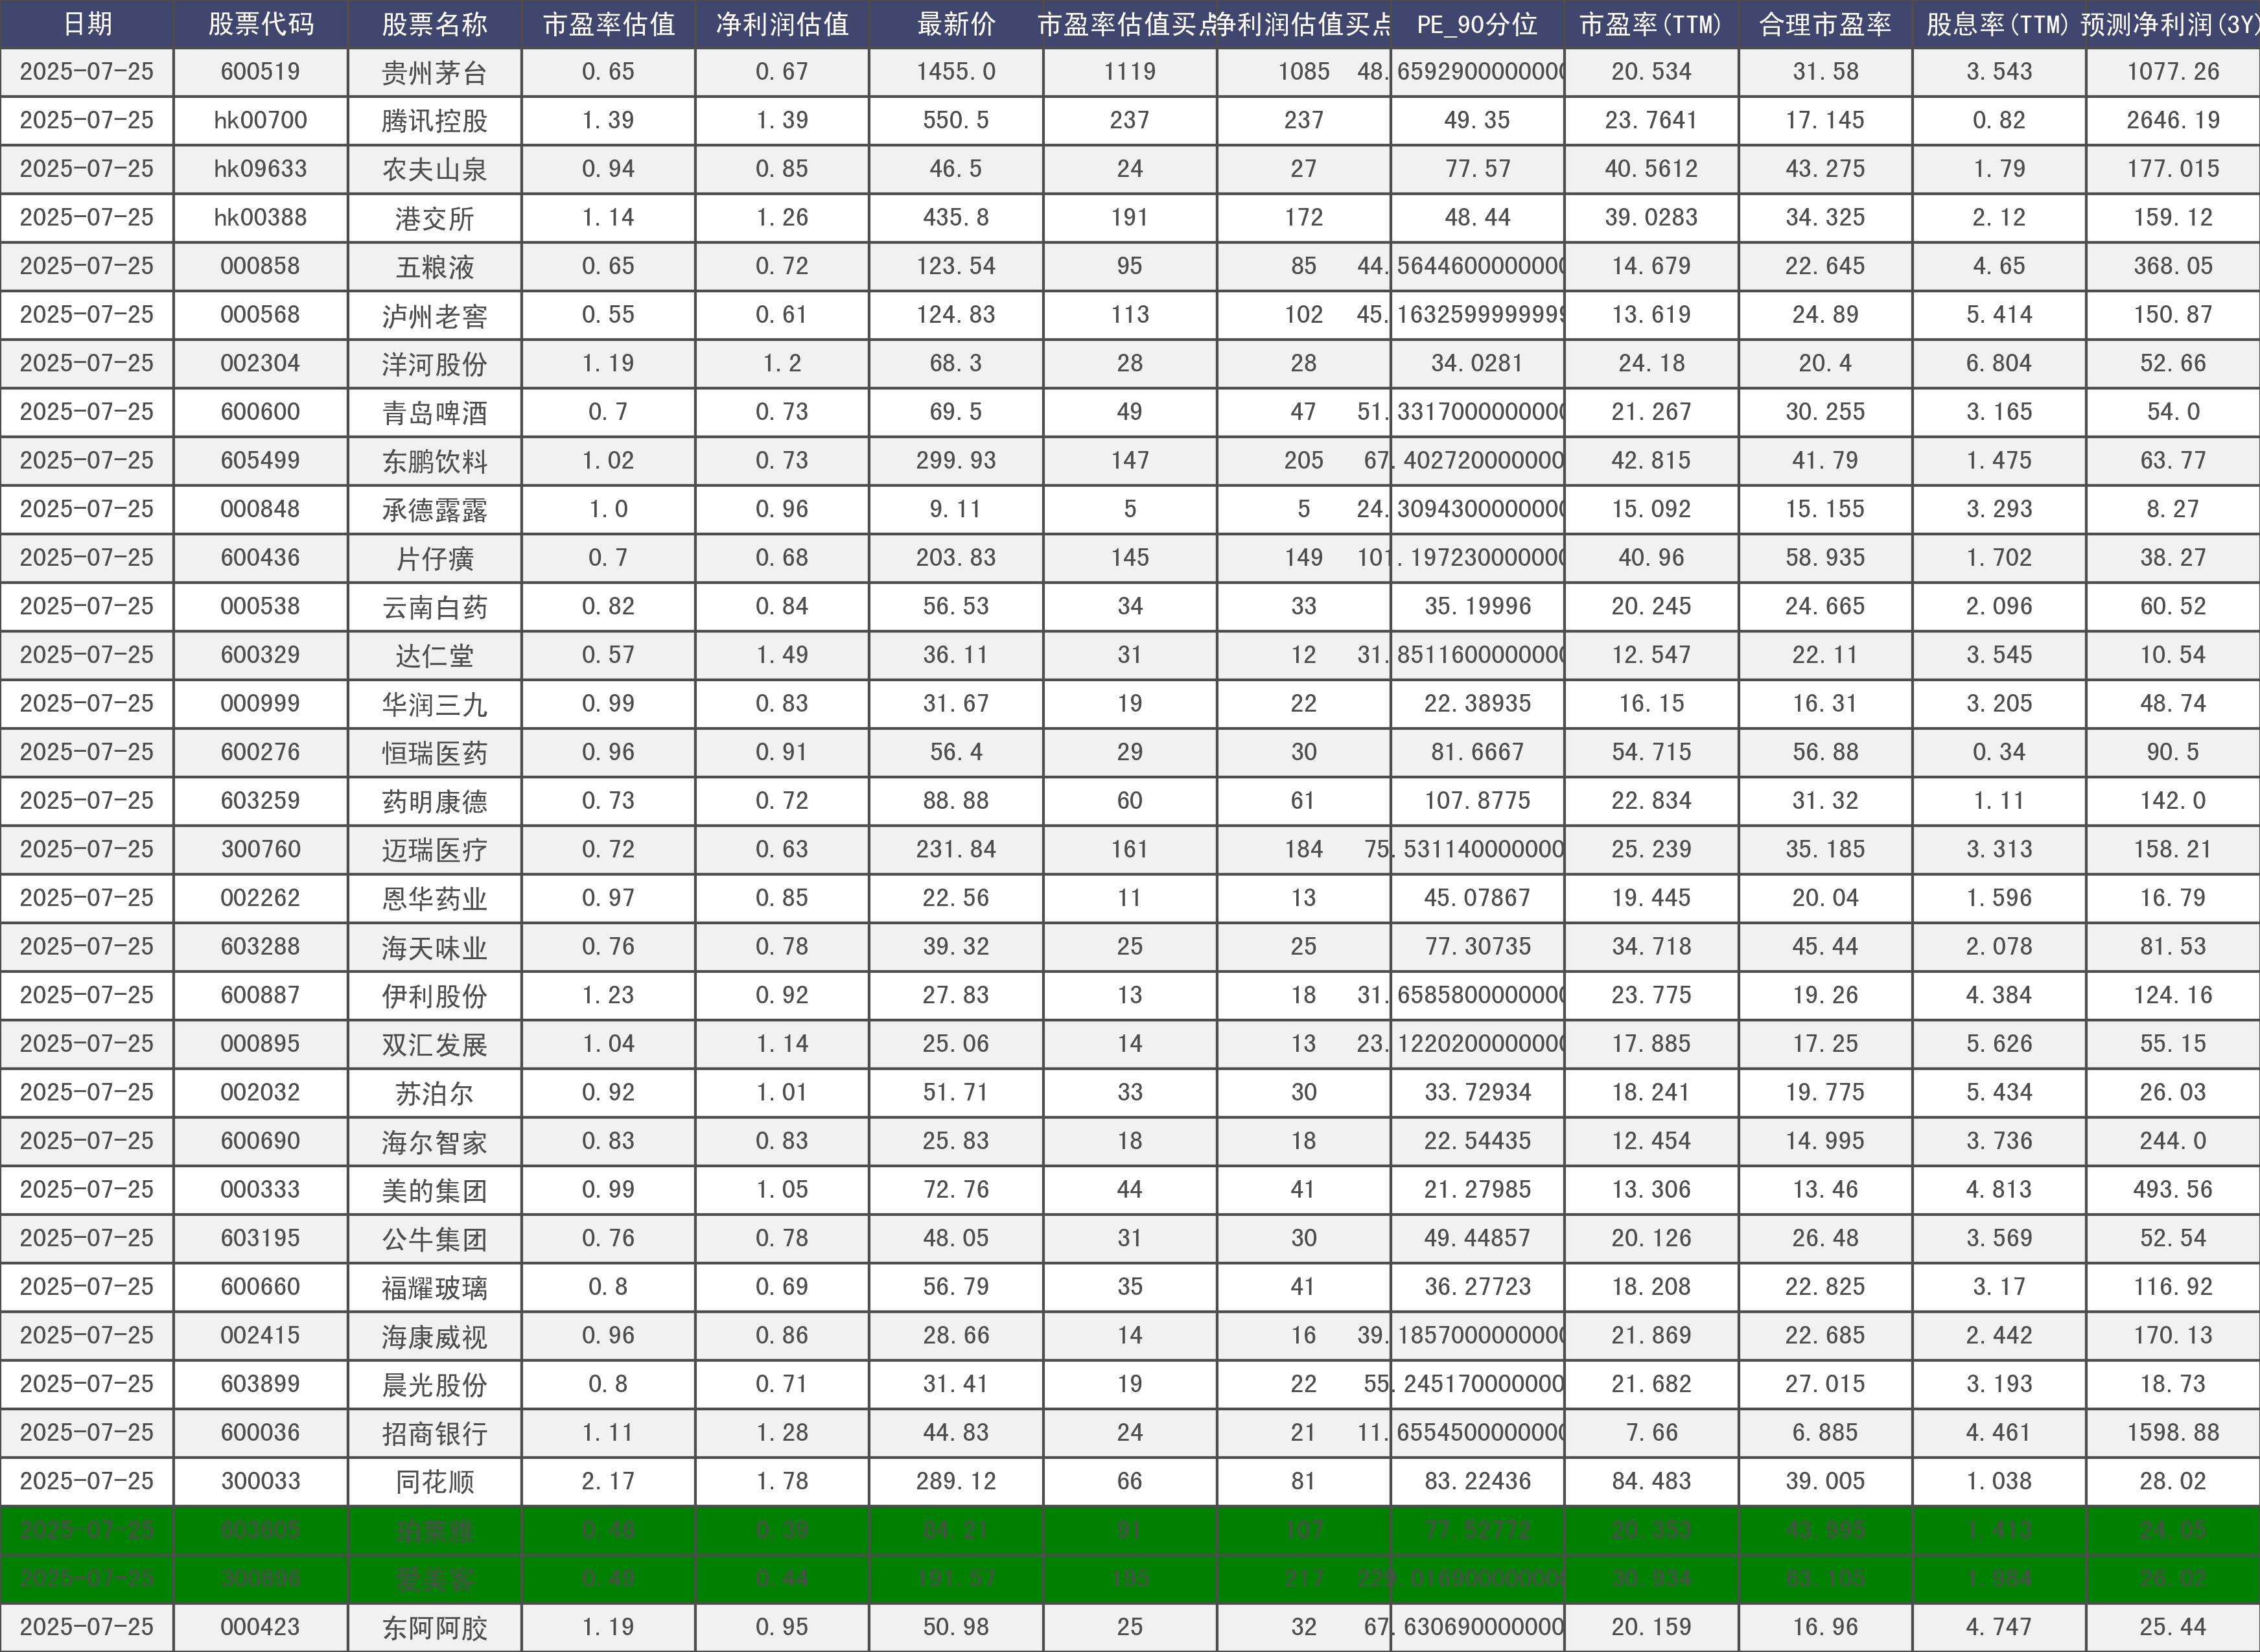 日期 股票代码 股票名称 市盈率估值 净利润估值 最新价 市盈率估值买点 净利润估值买点 PE_90分位 市盈率(TTM) 合理市盈率 股息率(TTM) 预测净利润(3Y)
2025-07-25 600519 贵州茅台 0.65 0.67 1455.0 1119 1085 48.6592900000000 20.534 31.58 3.543 1077.26
2025-07-25 hk00700 腾讯控股 1.39 1.39 550.5 237 237 49.35 23.7641 17.145 0.82 2646.19
2025-07-25 hk09633 农夫山泉 0.94 0.85 46.5 24 27 77.57 40.5612 43.275 1.79 177.015
2025-07-25 hk00388 港交所 1.14 1.26 435.8 191 172 48.44 39.0283 34.325 2.12 159.12
2025-07-25 000858 五粮液 0.65 0.72 123.54 95 85 44.5644600000000 14.679 22.645 4.65 368.05
2025-07-25 000568 泸州老窖 0.55 0.61 124.83 113 102 45.1632599999999 13.619 24.89 5.414 150.87
2025-07-25 002304 洋河股份 1.19 1.2 68.3 28 28 34.0281 24.18 20.4 6.804 52.66
2025-07-25 600600 青岛啤酒 0.7 0.73 69.5 49 47 51.3317000000000 21.267 30.255 3.165 54.0
2025-07-25 605499 东鹏饮料 1.02 0.73 299.93 147 205 67.402720000000 42.815 41.79 1.475 63.77
2025-07-25 000848 承德露露 1.0 0.96 9.11 5 5 24.3094300000000 15.092 15.155 3.293 8.27
2025-07-25 600436 片仔癀 0.7 0.68 203.83 145 149 101.197230000000 40.96 58.935 1.702 38.27
2025-07-25 000538 云南白药 0.82 0.84 56.53 34 33 35.19996 20.245 24.665 2.096 60.52
2025-07-25 600329 达仁堂 0.57 1.49 36.11 31 12 31.8511600000000 12.547 22.11 3.545 10.54
2025-07-25 000999 华润三九 0.99 0.83 31.67 19 22 22.38935 16.15 16.31 3.205 48.74
2025-07-25 600276 恒瑞医药 0.96 0.91 56.4 29 30 81.6667 54.715 56.88 0.34 90.5
2025-07-25 603259 药明康德 0.73 0.72 88.88 60 61 107.8775 22.834 31.32 1.11 142.0
2025-07-25 300760 迈瑞医疗 0.72 0.63 231.84 161 184 75.531140000000 25.239 35.185 3.313 158.21
2025-07-25 002262 恩华药业 0.97 0.85 22.56 11 13 45.07867 19.445 20.04 1.596 16.79
2025-07-25 603288 海天味业 0.76 0.78 39.32 25 25 77.30735 34.718 45.44 2.078 81.53
2025-07-25 600887 伊利股份 1.23 0.92 27.83 13 18 31.6585800000000 23.775 19.26 4.384 124.16
2025-07-25 000895 双汇发展 1.04 1.14 25.06 14 13 23.1220200000000 17.885 17.25 5.626 55.15
2025-07-25 002032 苏泊尔 0.92 1.01 51.71 33 30 33.72934 18.241 19.775 5.434 26.03
2025-07-25 600690 海尔智家 0.83 0.83 25.83 18 18 22.54435 12.454 14.995 3.736 244.0
2025-07-25 000333 美的集团 0.99 1.05 72.76 44 41 21.27985 13.306 13.46 4.813 493.56
2025-07-25 603195 公牛集团 0.76 0.78 48.05 31 30 49.44857 20.126 26.48 3.569 52.54
2025-07-25 600660 福耀玻璃 0.8 0.69 56.79 35 41 36.27723 18.208 22.825 3.17 116.92
2025-07-25 002415 海康威视 0.96 0.86 28.66 14 16 39.1857000000000 21.869 22.685 2.442 170.13
2025-07-25 603899 晨光股份 0.8 0.71 31.41 19 22 55.245170000000 21.682 27.015 3.193 18.73
2025-07-25 600036 招商银行 1.11 1.28 44.83 24 21 11.6554500000000 7.66 6.885 4.461 1598.88
2025-07-25 300033 同花顺 2.17 1.78 289.12 66 81 83.22436 84.483 39.005 1.038 28.02
2025-07-25 603605 珀莱雅 0.46 0.39 84.21 91 107 77.52772 20.353 43.995 1.413 24.05
2025-07-25 300896 爱美客 0.49 0.44 191.57 195 217 229.0169000000000 30.934 63.105 1.984 26.02
2025-07-25 000423 东阿阿胶 1.19 0.95 50.98 25 32 67.630690000000 20.159 16.96 4.747 25.44